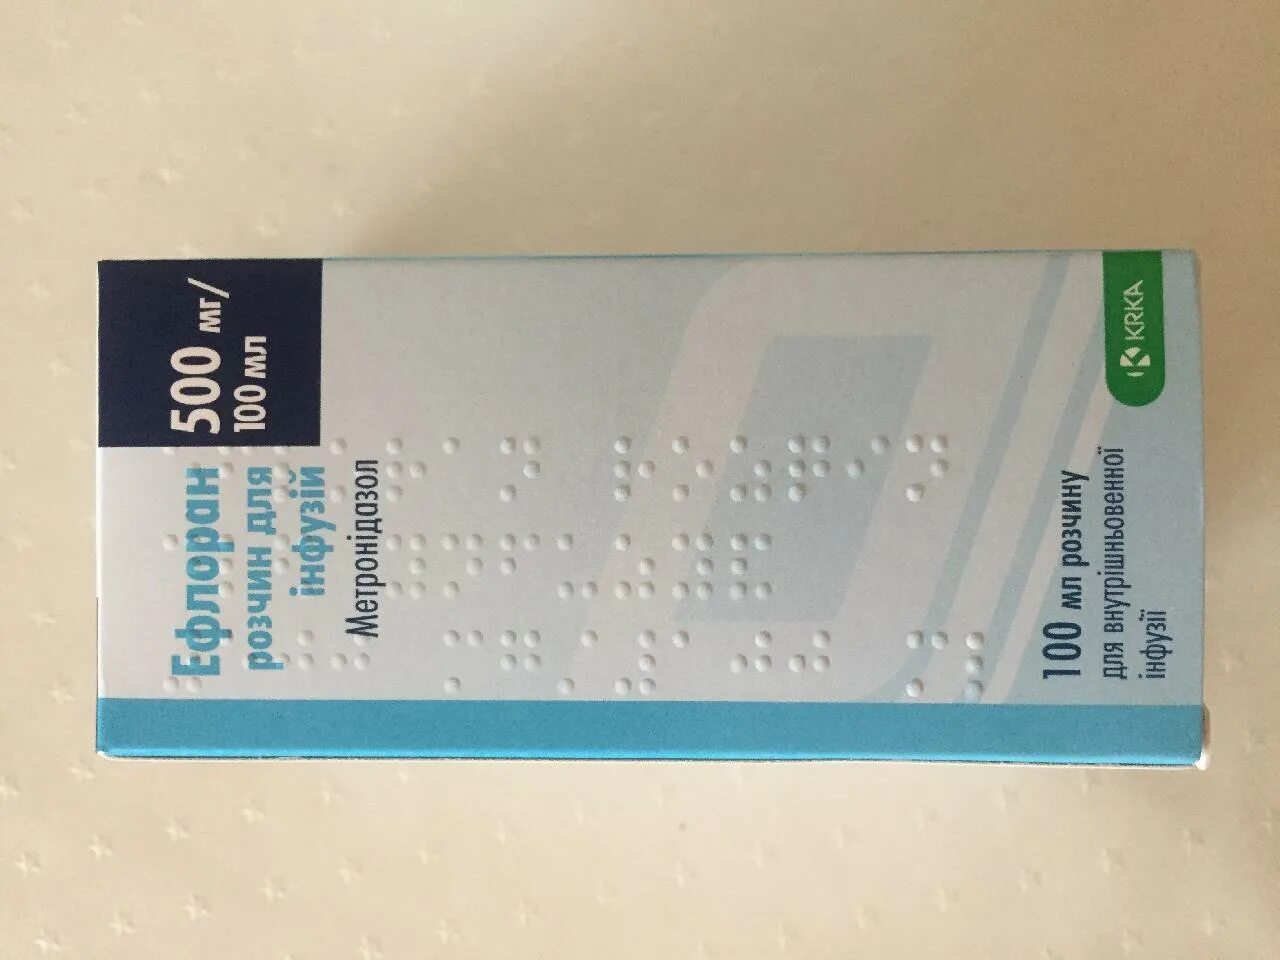 500 мг/
100 мл
Ефлоран
розчин для
інфузій
Метронідазол
100 мл розчину
для внутрішньовенної
інфузії
KRKA